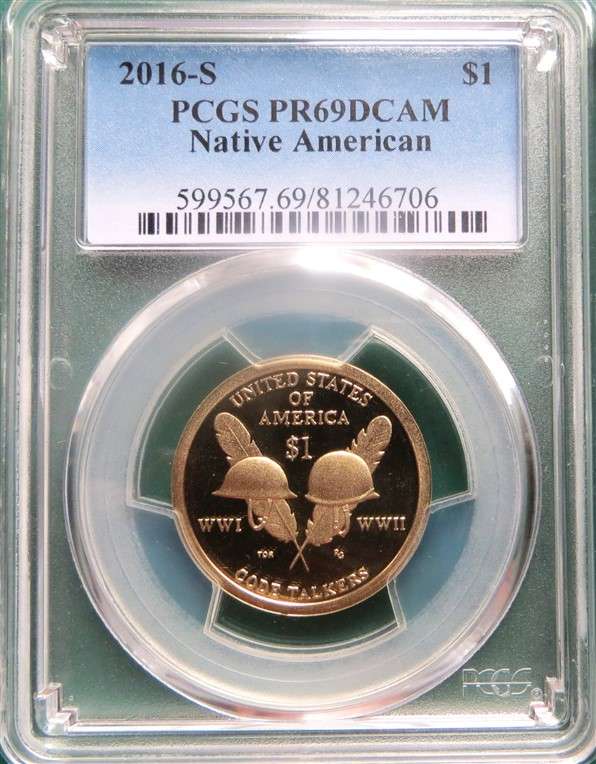 2016-S $1
PCGS PR69DCAM
Native American
599567.69/81246706
UNITED STATES
OF
AMERICA
$1
WWI WWII
CODE TALKERS
PCGS